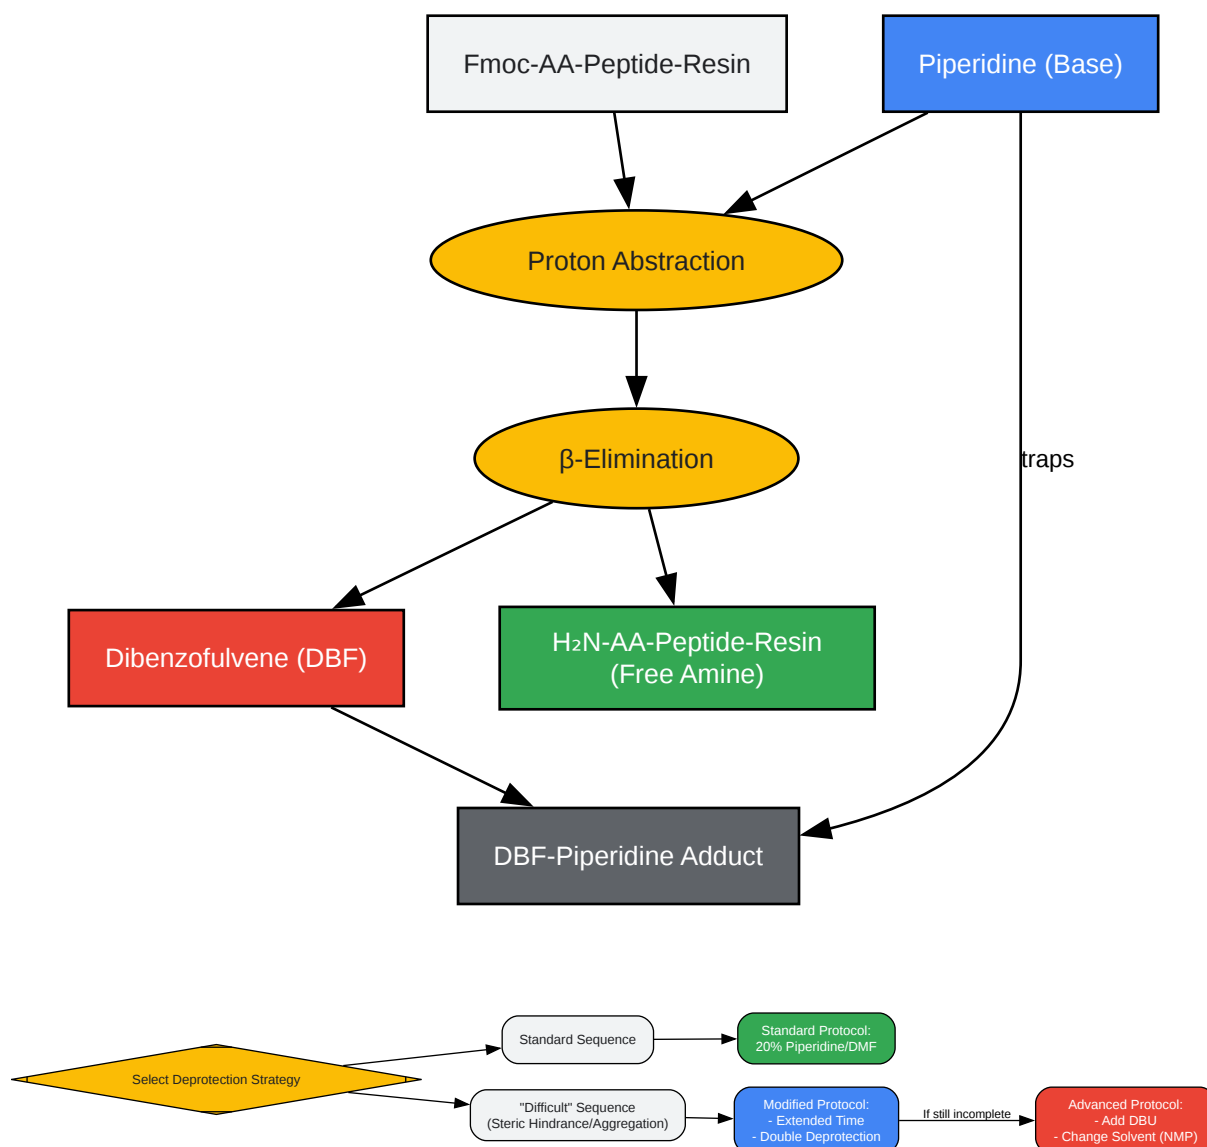 Fmoc-AA-Peptide-Resin
Piperidine (Base)
Proton Abstraction
β-Elimination
traps
Dibenzofulvene (DBF)
H₂N-AA-Peptide-Resin
(Free Amine)
DBF-Piperidine Adduct
Select Deprotection Strategy
Standard Sequence
Standard Protocol:
20% Piperidine/DMF
"Difficult" Sequence
(Steric Hindrance/Aggregation)
Modified Protocol:
- Extended Time
- Double Deprotection
If still incomplete
Advanced Protocol:
- Add DBU
- Change Solvent (NMP)